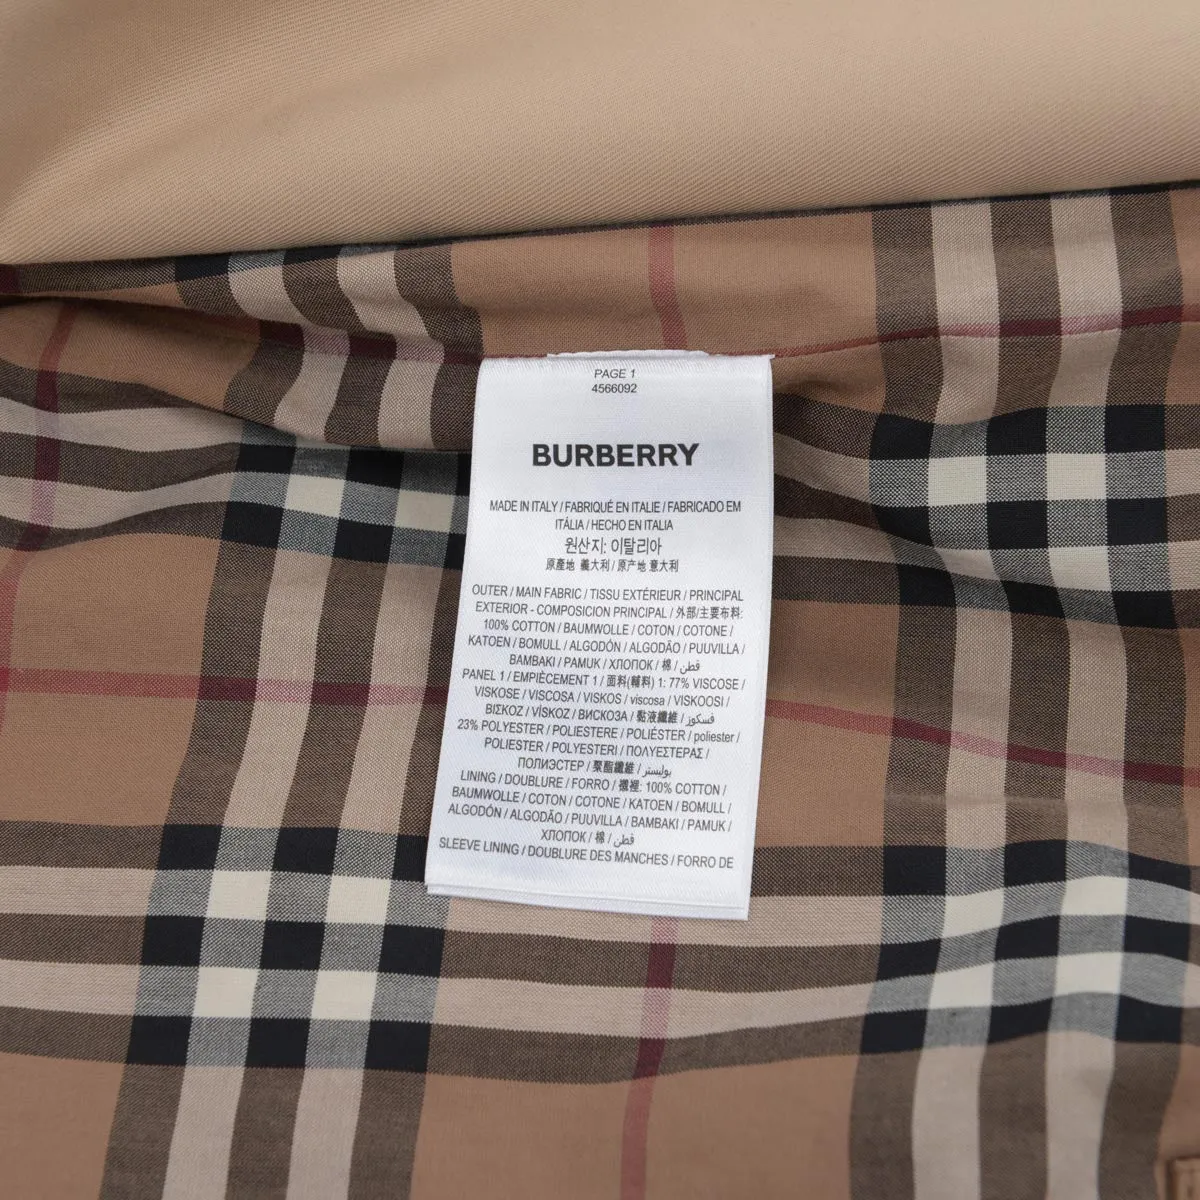 PAGE 1
4566092
BURBERRY
MADE IN ITALY / FABRIQUÉ EN ITALIE / FABRICADO EM
ITÁLIA / HECHO EN ITALIA
원산지: 이탈리아
原產地 義大利 / 原产地 意大利
OUTER / MAIN FABRIC / TISSU EXTÉRIEUR / PRINCIPAL
EXTERIOR - COMPOSICION PRINCIPAL / 外部/主要布料:
100% COTTON / BAUMWOLLE / COTON / COTONE /
KATOEN / BOMULL / ALGODÓN / ALGODÃO / PUUVILLA /
ΒΑΜΒΑΚΙ / PAMUK / ХЛОПОК / 棉 / قطن
PANEL 1 / EMPIÈCEMENT 1 / 面料(輔料) 1: 77% VISCOSE /
VISKOSE / VISCOSA / VISKOS / viscosa / VISKOOSI /
ΒΙΣΚΟΖ / VİSKOZ / ВИСКОЗА / 黏液纖維 / فسكوز
23% POLYESTER / POLIESTERE / POLIÉSTER / poliester /
POLIESTER / POLYESTERI / ΠΟΛΥΕΣΤΕΡΑΣ /
ПОЛИЭСТЕР / 聚酯纖維 / بوليستر
LINING / DOUBLURE / FORRO / 襯裡: 100% COTTON /
BAUMWOLLE / COTON / COTONE / KATOEN / BOMULL /
ALGODÓN / ALGODÃO / PUUVILLA / ΒΑΜΒΑΚΙ / PAMUK /
ХЛОПОК / 棉 / قطن
SLEEVE LINING / DOUBLURE DES MANCHES / FORRO DE